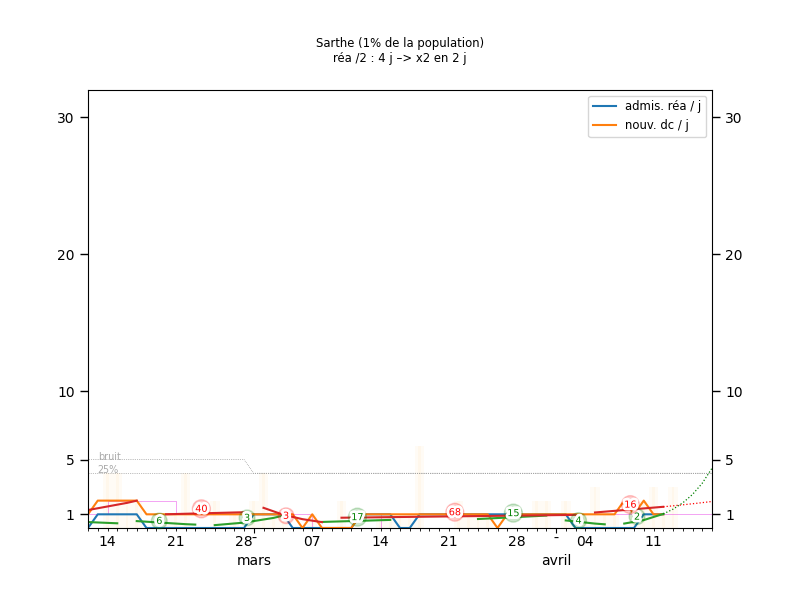 Sarthe (1% de la population)
réa /2 : 4 j –> x2 en 2 j
admis. réa / j
nouv. dc / j
30 30
20 20
10 10
5 5
1 1
bruit
25%
6 40 3 3 17 68 15 4 16 2
14 21 28 - 07 14 21 28 - 04 11
mars avril